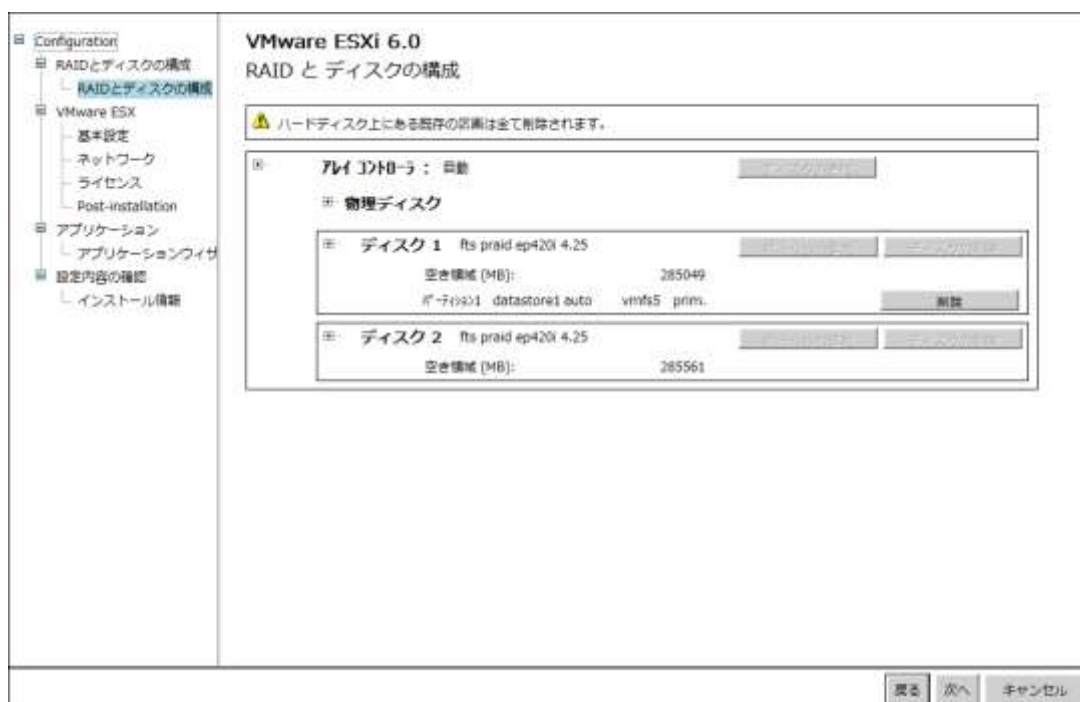 Configuration
RAIDとディスクの構成
RAIDとディスクの構成
VMware ESX
基本設定
ネットワーク
ライセンス
Post-installation
アプリケーション
アプリケーションウィザ
設定内容の確認
インストール情報
VMware ESXi 6.0
RAID と ディスクの構成
ハードディスク上にある既存の区画は全て削除されます。
アレイ コントローラ : 自動
物理ディスク
ディスク 1 fts praid ep420i 4.25
空き領域 (MB): 285049
パーティション1 datastore1 auto vmfs5 prim.
削除
ディスク 2 fts praid ep420i 4.25
空き領域 (MB): 285561
戻る 次へ キャンセル